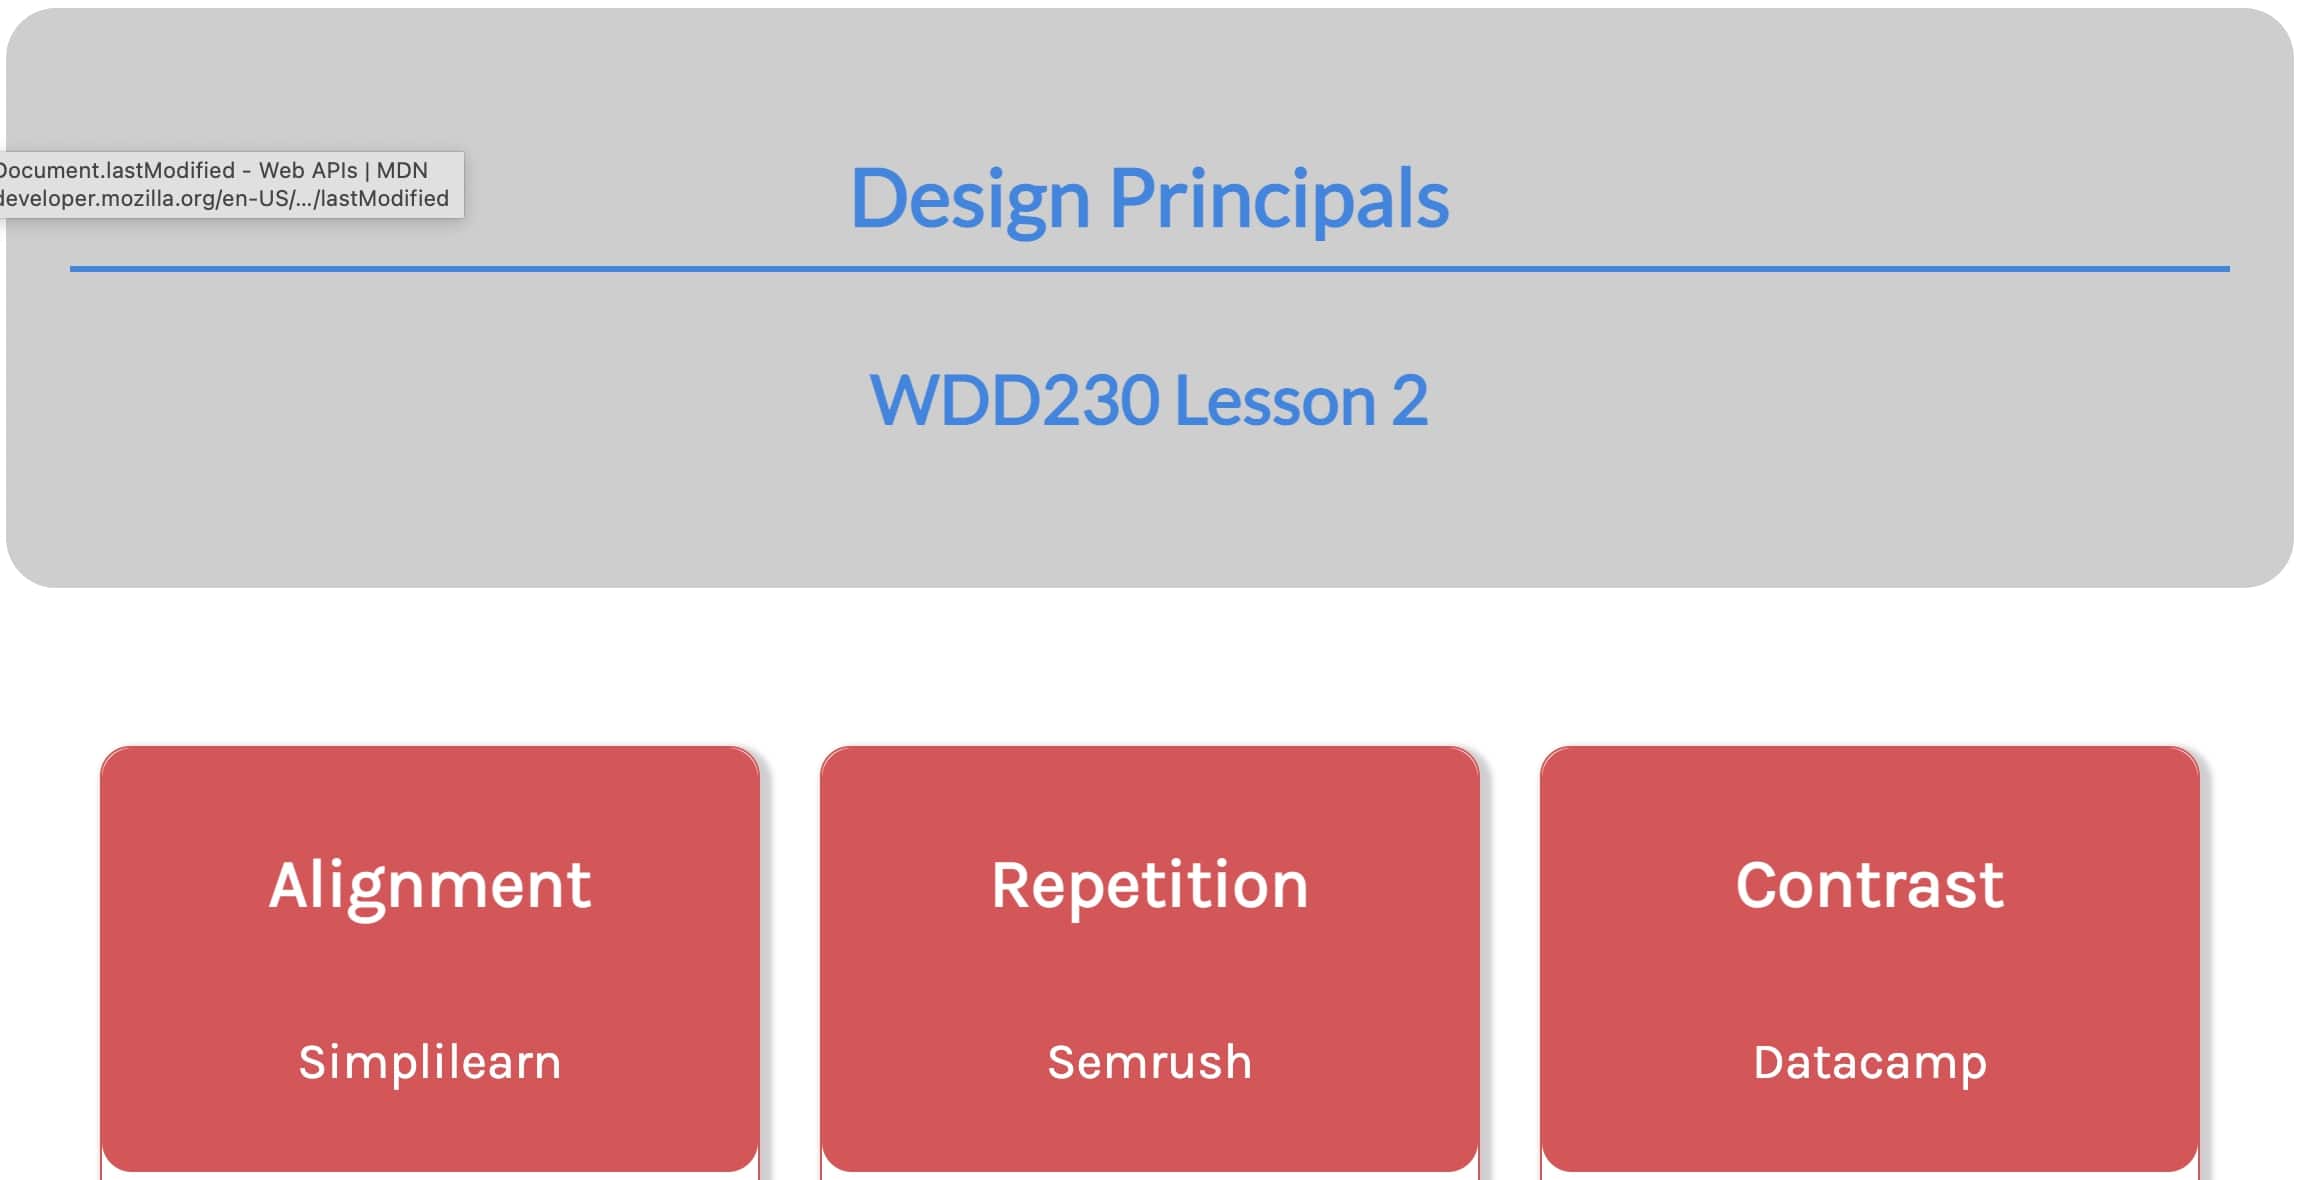 Document.lastModified - Web APIs | MDN
developer.mozilla.org/en-US/.../lastModified
Design Principals
WDD230 Lesson 2
Alignment
Repetition
Contrast
Simplilearn
Semrush
Datacamp